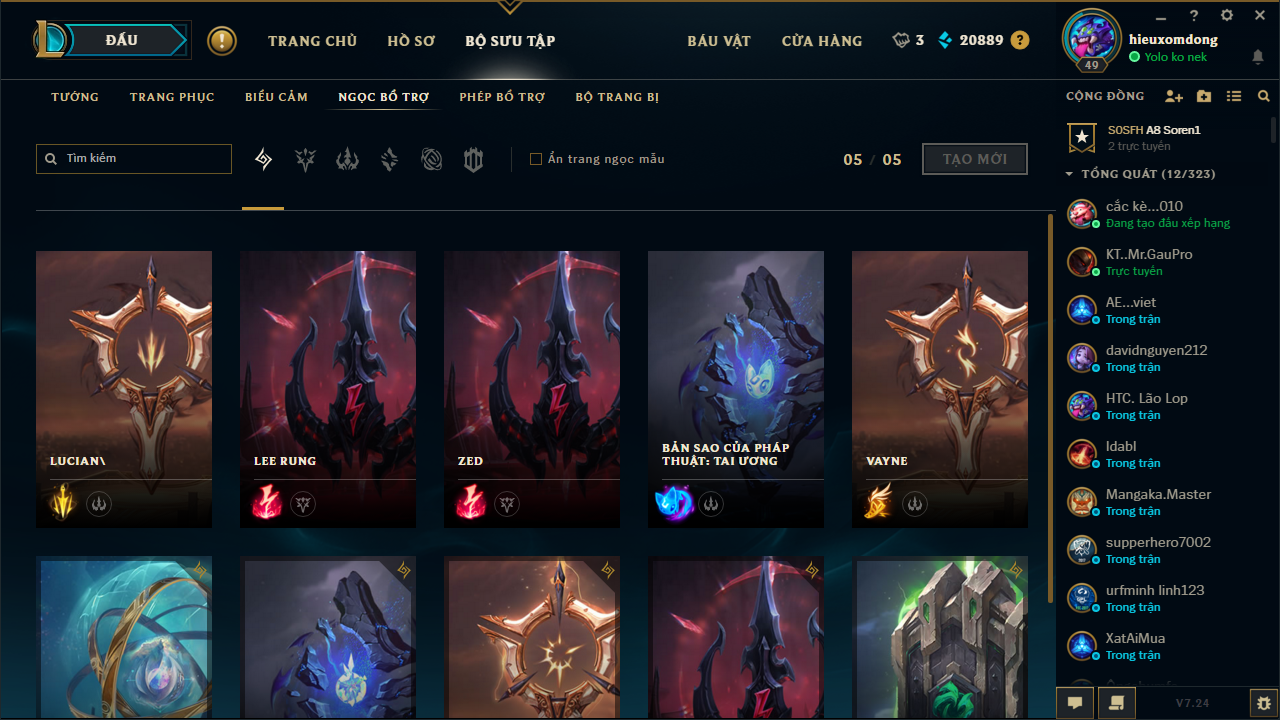 ĐẤU
TRANG CHỦ
HỒ SƠ
BỘ SƯU TẬP
BÁU VẬT
CỬA HÀNG
3
20889
?
?
hieuxomdong
Yolo ko nek
49
TƯỚNG
TRANG PHỤC
BIỂU CẢM
NGỌC BỔ TRỢ
PHÉP BỔ TRỢ
BỘ TRANG BỊ
CỘNG ĐỒNG
Tìm kiếm
Ẩn trang ngọc mẫu
05 / 05
TẠO MỚI
SOSFH A8 Soren1
2 trực tuyến
TỔNG QUÁT (12/323)
cắc kè...010
Đang tạo đấu xếp hạng
KT..Mr.GauPro
Trực tuyến
AE...viet
Trong trận
davidnguyen212
Trong trận
HTC. Lão Lop
Trong trận
ldabl
Trong trận
Mangaka.Master
Trong trận
supperhero7002
Trong trận
urfminh linh123
Trong trận
XatAiMua
Trong trận
LUCIAN\
LEE RUNG
ZED
BẢN SAO CỦA PHÁP
THUẬT: TAI ƯƠNG
VAYNE
V7.24